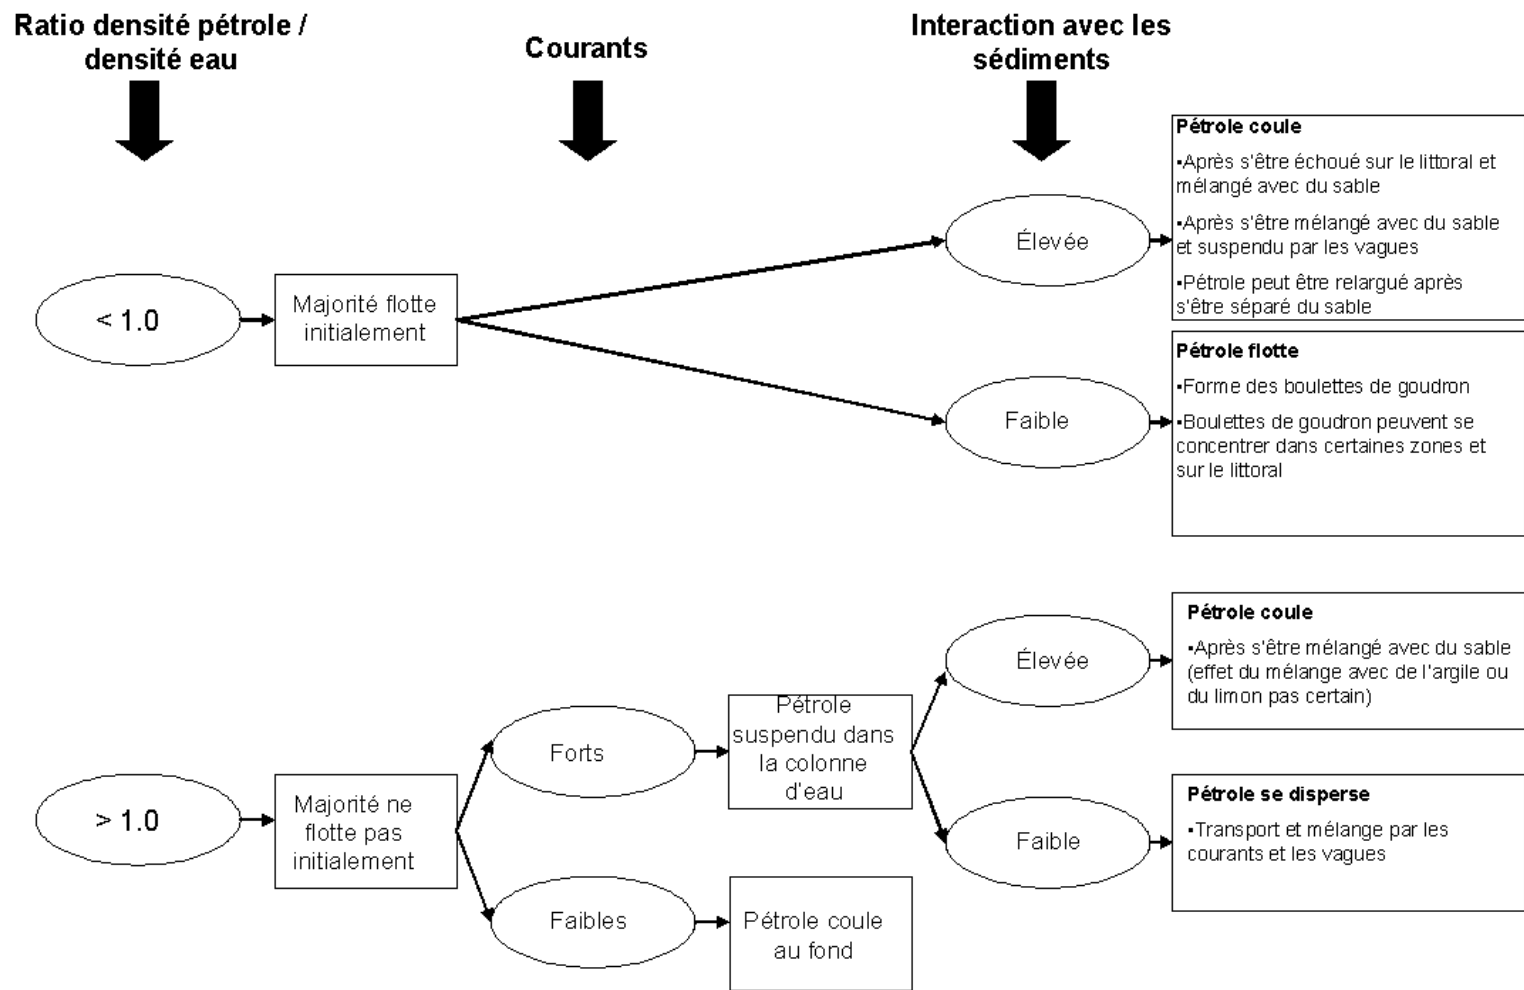 Ratio densité pétrole /
densité eau
Courants
Interaction avec les
sédiments
< 1.0
Majorité flotte
initialement
Élevée
Pétrole coule
▪Après s'être échoué sur le littoral et
mélangé avec du sable
▪Après s'être mélangé avec du sable
et suspendu par les vagues
▪Pétrole peut être relargué après
s'être séparé du sable
Faible
Pétrole flotte
▪Forme des boulettes de goudron
▪Boulettes de goudron peuvent se
concentrer dans certaines zones et
sur le littoral
> 1.0
Majorité ne
flotte pas
initialement
Forts
Pétrole
suspendu dans
la colonne
d'eau
Élevée
Pétrole coule
▪Après s'être mélangé avec du sable
(effet du mélange avec de l'argile ou
du limon pas certain)
Faible
Pétrole se disperse
▪Transport et mélange par les
courants et les vagues
Faibles
Pétrole coule
au fond